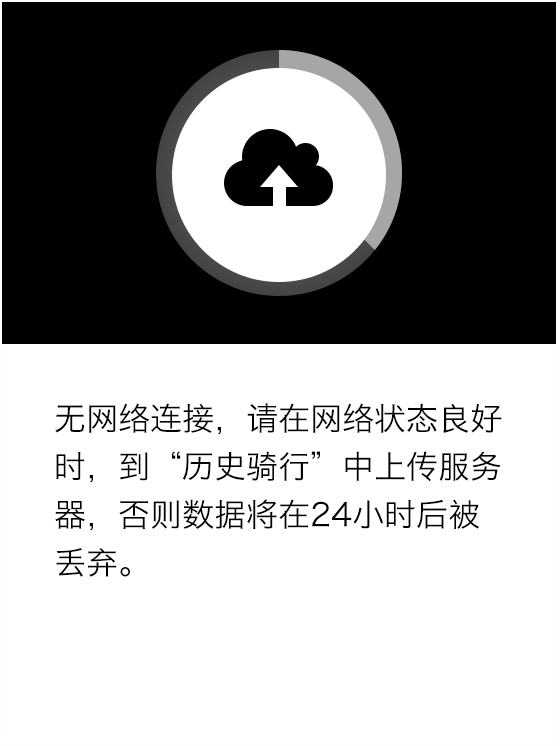 无网络连接，请在网络状态良好
时，到“历史骑行”中上传服务
器，否则数据将在24小时后被
丢弃。